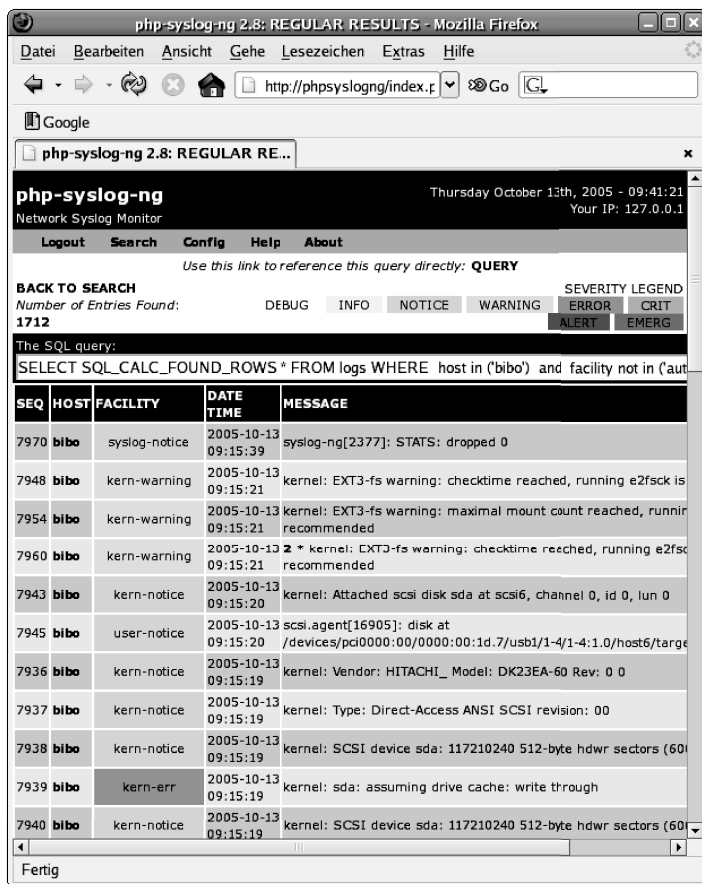 php-syslog-ng 2.8: REGULAR RESULTS - Mozilla Firefox
Datei Bearbeiten Ansicht Gehe Lesezeichen Extras Hilfe
http://phpsyslogng/index.p Go G
Google
php-syslog-ng 2.8: REGULAR RE...
php-syslog-ng
Network Syslog Monitor
Thursday October 13th, 2005 - 09:41:21
Your IP: 127.0.0.1
Logout Search Config Help About
Use this link to reference this query directly: QUERY
BACK TO SEARCH
Number of Entries Found:
1712
SEVERITY LEGEND
DEBUG INFO NOTICE WARNING ERROR CRIT
ALERT EMERG
The SQL query:
SELECT SQL_CALC_FOUND_ROWS * FROM logs WHERE host in ('bibo') and facility not in ('aut
SEQ HOST FACILITY DATE TIME MESSAGE
7970 bibo syslog-notice 2005-10-13 09:15:39 syslog-ng[2377]: STATS: dropped 0
7948 bibo kern-warning 2005-10-13 09:15:21 kernel: EXT3-fs warning: checktime reached, running e2fsck is
7954 bibo kern-warning 2005-10-13 09:15:21 kernel: EXT3-fs warning: maximal mount count reached, runnin
recommended
7960 bibo kern-warning 2005-10-13 09:15:21 2 * kernel: EXT3-fs warning: checktime reached, running e2fsc
recommended
7943 bibo kern-notice 2005-10-13 09:15:20 kernel: Attached scsi disk sda at scsi6, channel 0, id 0, lun 0
7945 bibo user-notice 2005-10-13 09:15:20 scsi.agent[16905]: disk at
/devices/pci0000:00/0000:00:1d.7/usb1/1-4/1-4:1.0/host6/targe
7936 bibo kern-notice 2005-10-13 09:15:19 kernel: Vendor: HITACHI_ Model: DK23EA-60 Rev: 0 0
7937 bibo kern-notice 2005-10-13 09:15:19 kernel: Type: Direct-Access ANSI SCSI revision: 00
7938 bibo kern-notice 2005-10-13 09:15:19 kernel: SCSI device sda: 117210240 512-byte hdwr sectors (600
7939 bibo kern-err 2005-10-13 09:15:19 kernel: sda: assuming drive cache: write through
7940 bibo kern-notice 2005-10-13 09:15:19 kernel: SCSI device sda: 117210240 512-byte hdwr sectors (600
Fertig